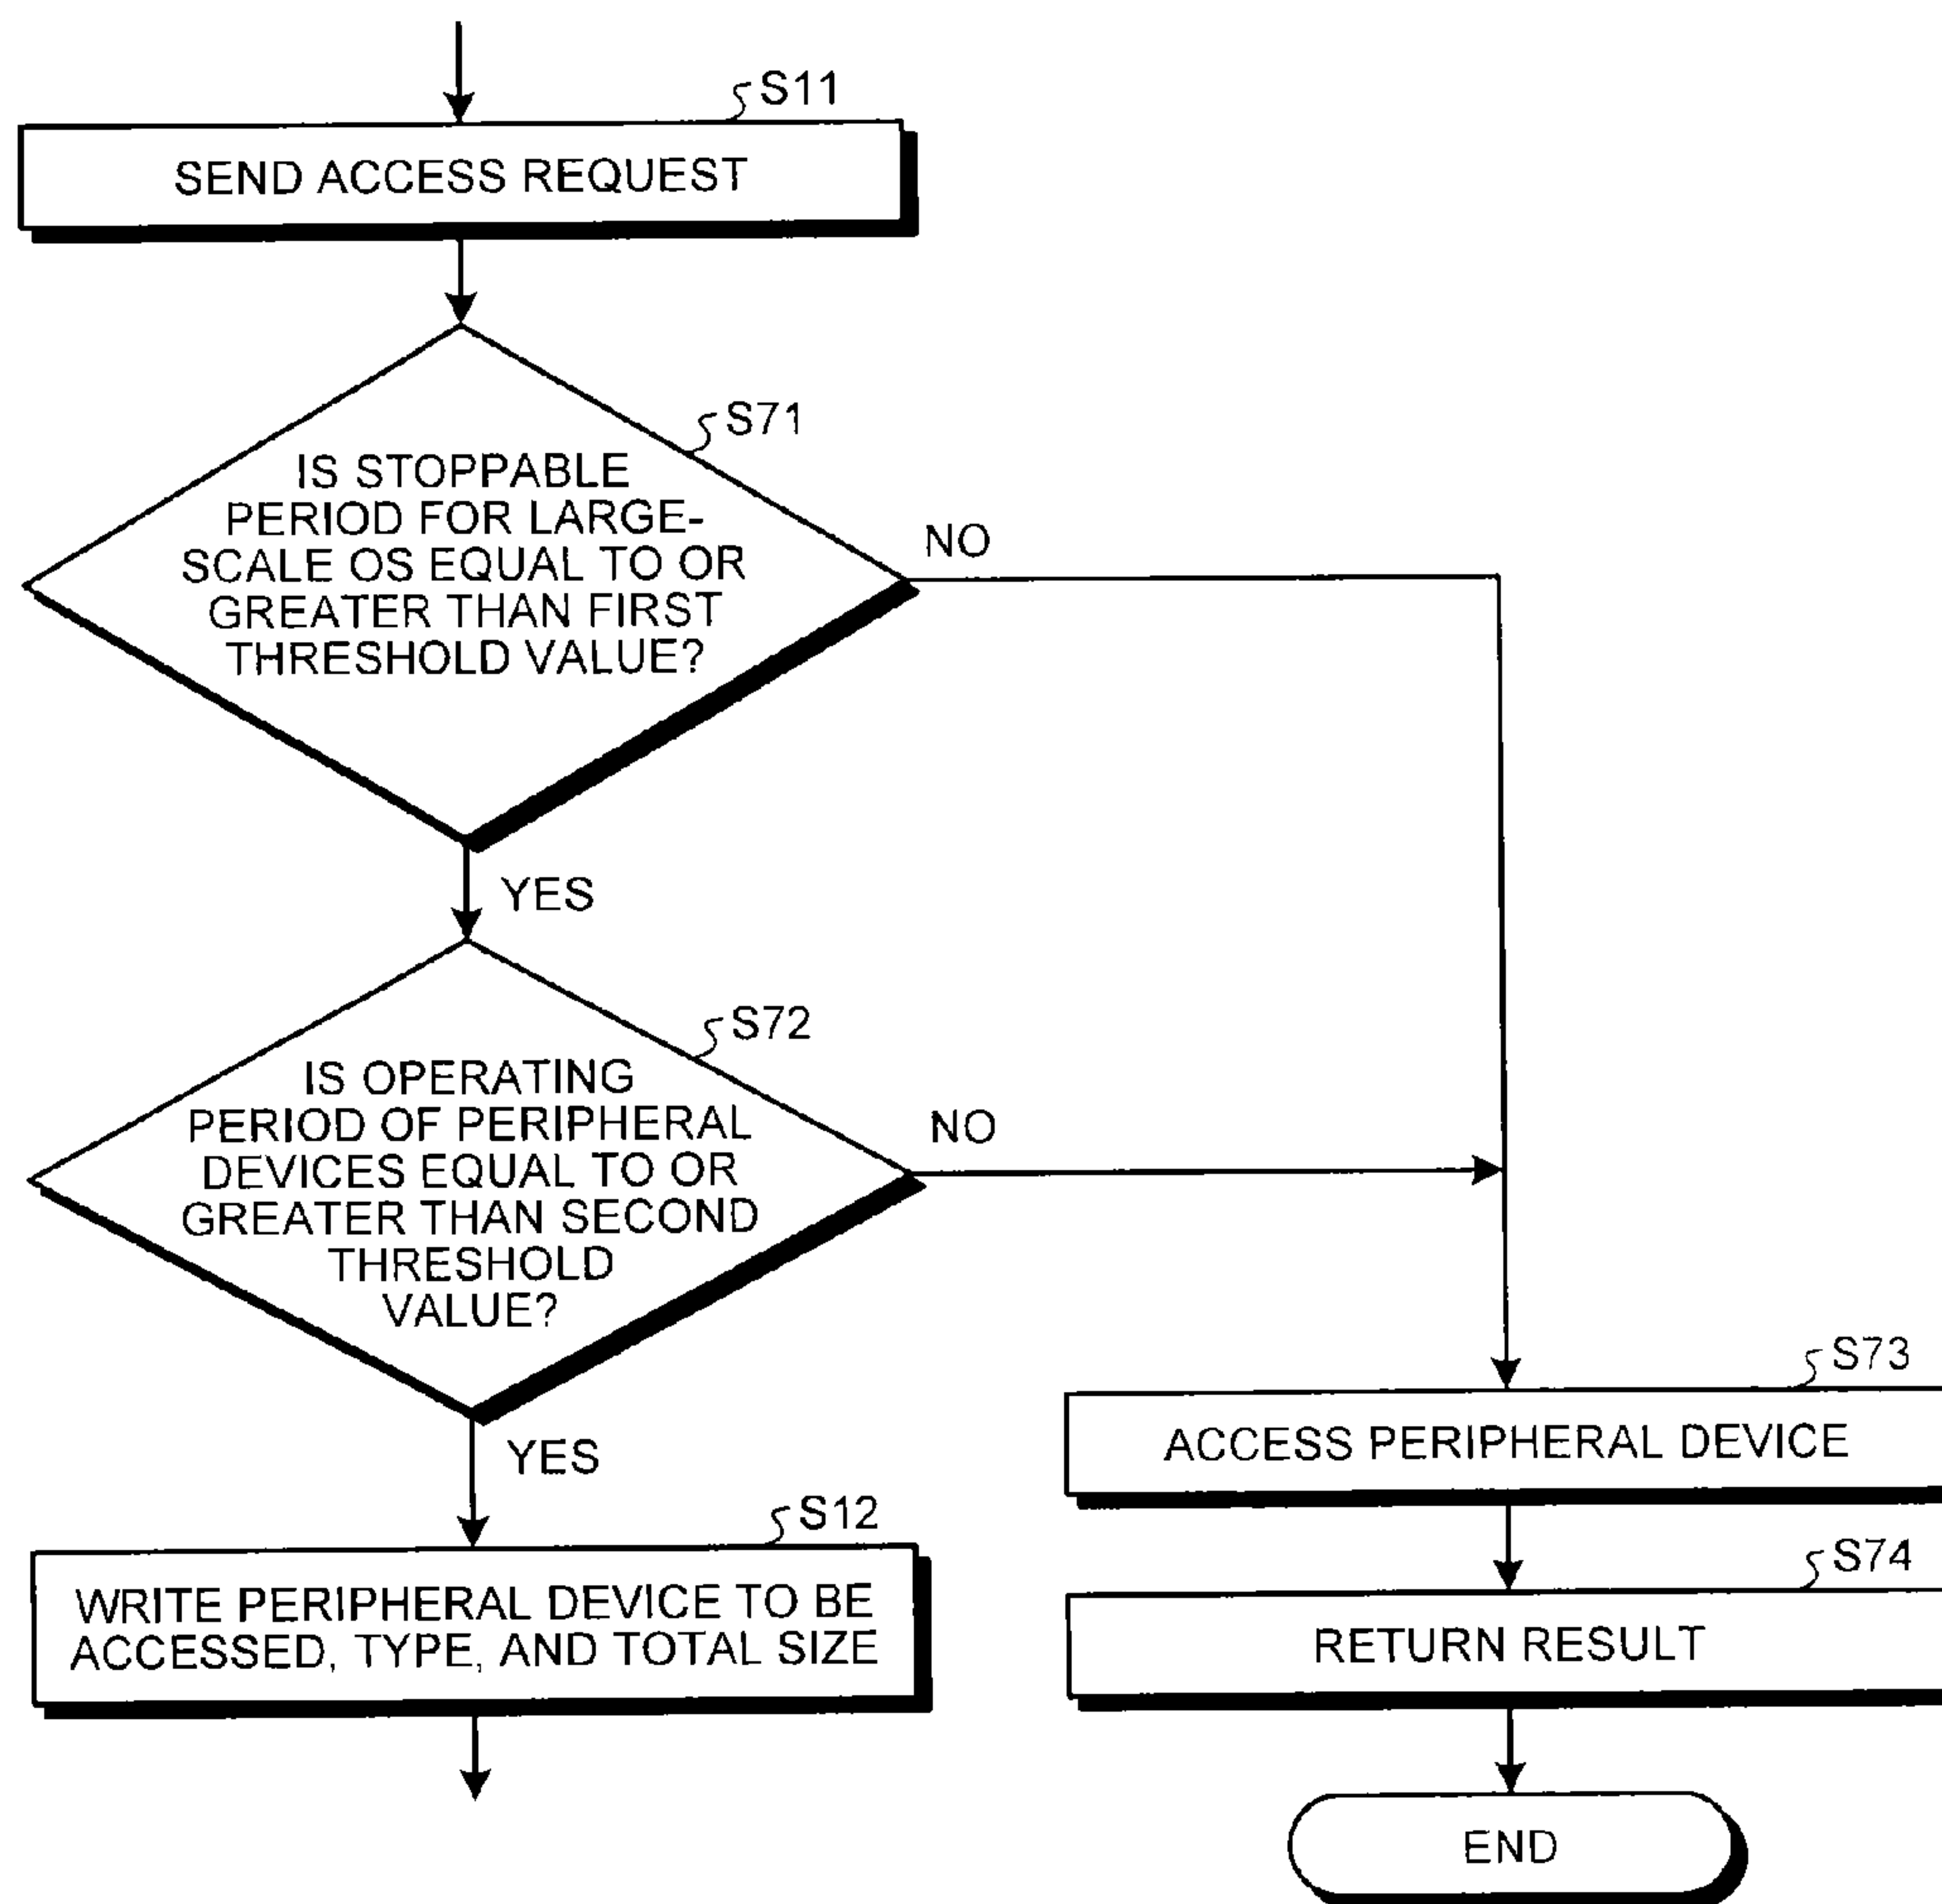 S11
SEND ACCESS REQUEST
S71
IS STOPPABLE
PERIOD FOR LARGE-
SCALE OS EQUAL TO OR
GREATER THAN FIRST
THRESHOLD VALUE?
NO
YES
S72
IS OPERATING
PERIOD OF PERIPHERAL
DEVICES EQUAL TO OR
GREATER THAN SECOND
THRESHOLD
VALUE?
NO
YES
S73
ACCESS PERIPHERAL DEVICE
S12
WRITE PERIPHERAL DEVICE TO BE
ACCESSED, TYPE, AND TOTAL SIZE
S74
RETURN RESULT
END